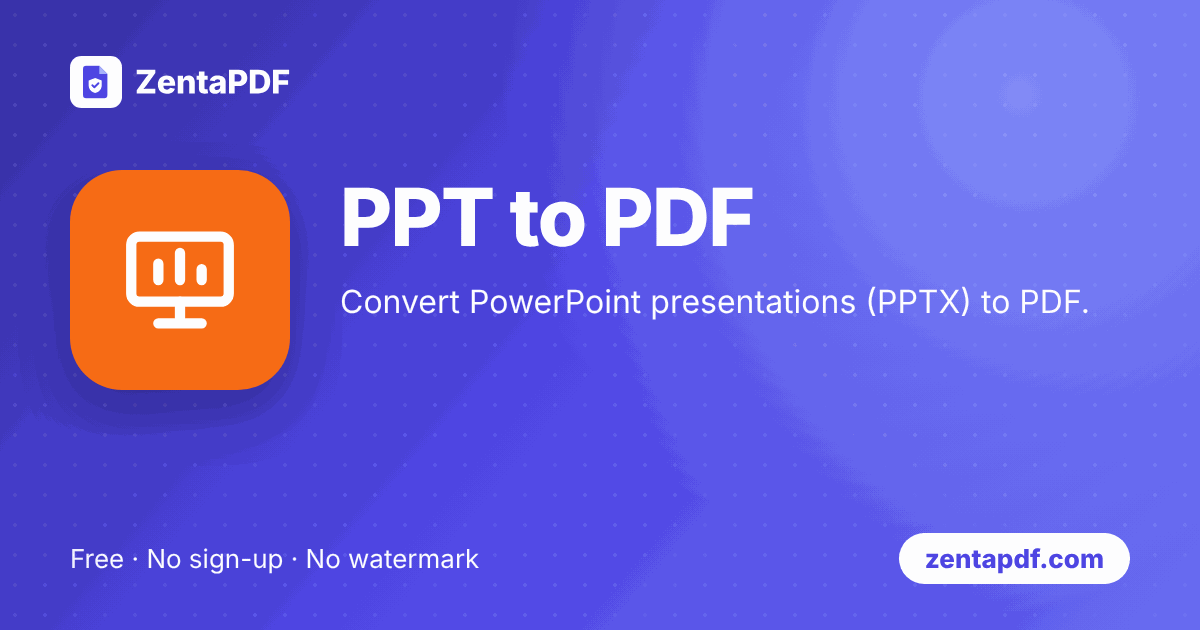 ZentaPDF
PPT to PDF
Convert PowerPoint presentations (PPTX) to PDF.
Free · No sign-up · No watermark
zentapdf.com